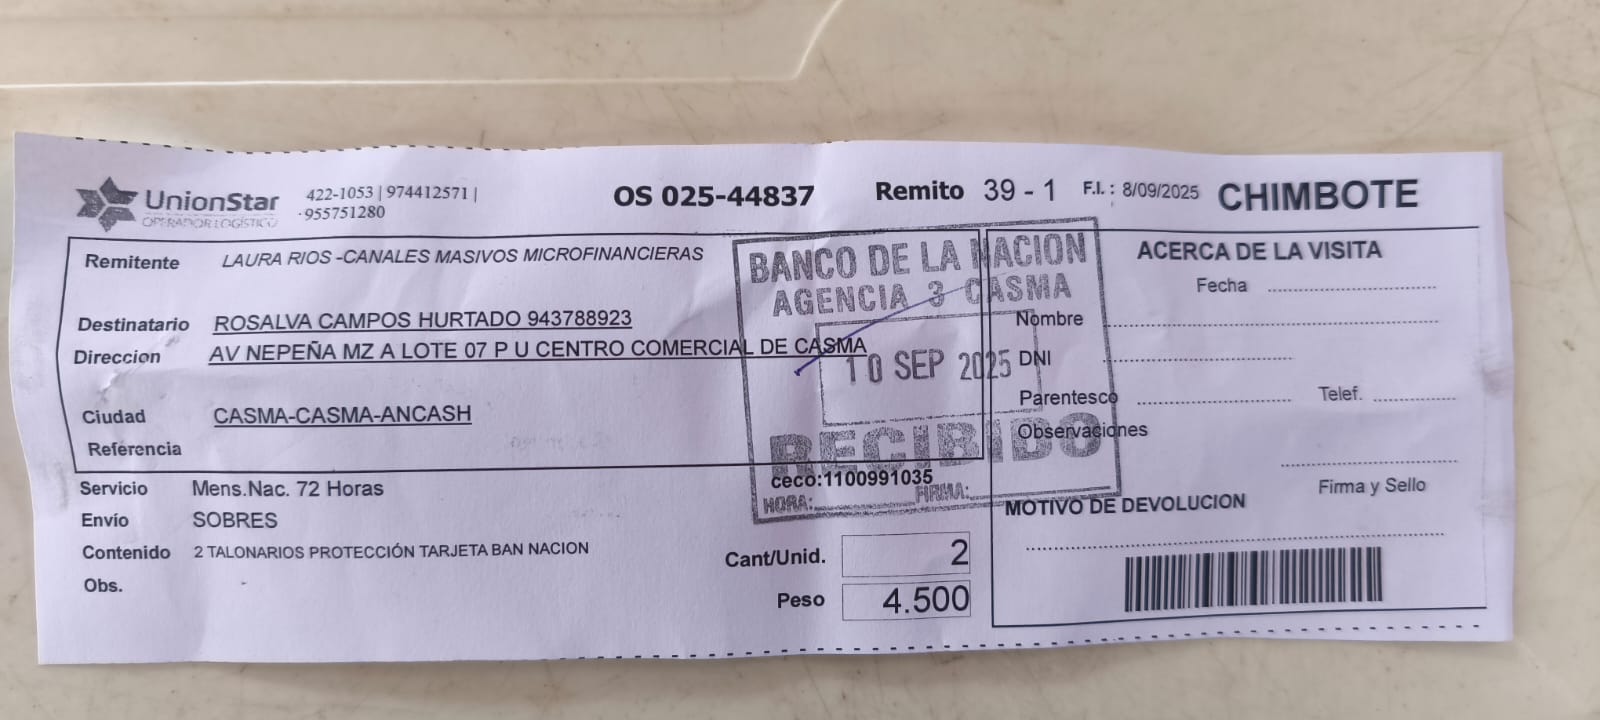 UnionStar
OPERADOR LOGÍSTICO
422-1053 | 974412571 |
955751280
OS 025-44837
Remito 39 - 1
F.I. : 8/09/2025
CHIMBOTE
Remitente LAURA RIOS -CANALES MASIVOS MICROFINANCIERAS
Destinatario ROSALVA CAMPOS HURTADO 943788923
Direccion AV NEPEÑA MZ A LOTE 07 P U CENTRO COMERCIAL DE CASMA
Ciudad CASMA-CASMA-ANCASH
Referencia
Servicio Mens.Nac. 72 Horas
Envío SOBRES
Contenido 2 TALONARIOS PROTECCIÓN TARJETA BAN NACION
Obs.
BANCO DE LA NACION
AGENCIA 3 CASMA
10 SEP 2025
RECIBIDO
ceco:1100991035
HORA: FIRMA:
Cant/Unid. 2
Peso 4.500
ACERCA DE LA VISITA
Fecha
Nombre
DNI
Parentesco Telef.
Observaciones
Firma y Sello
MOTIVO DE DEVOLUCION